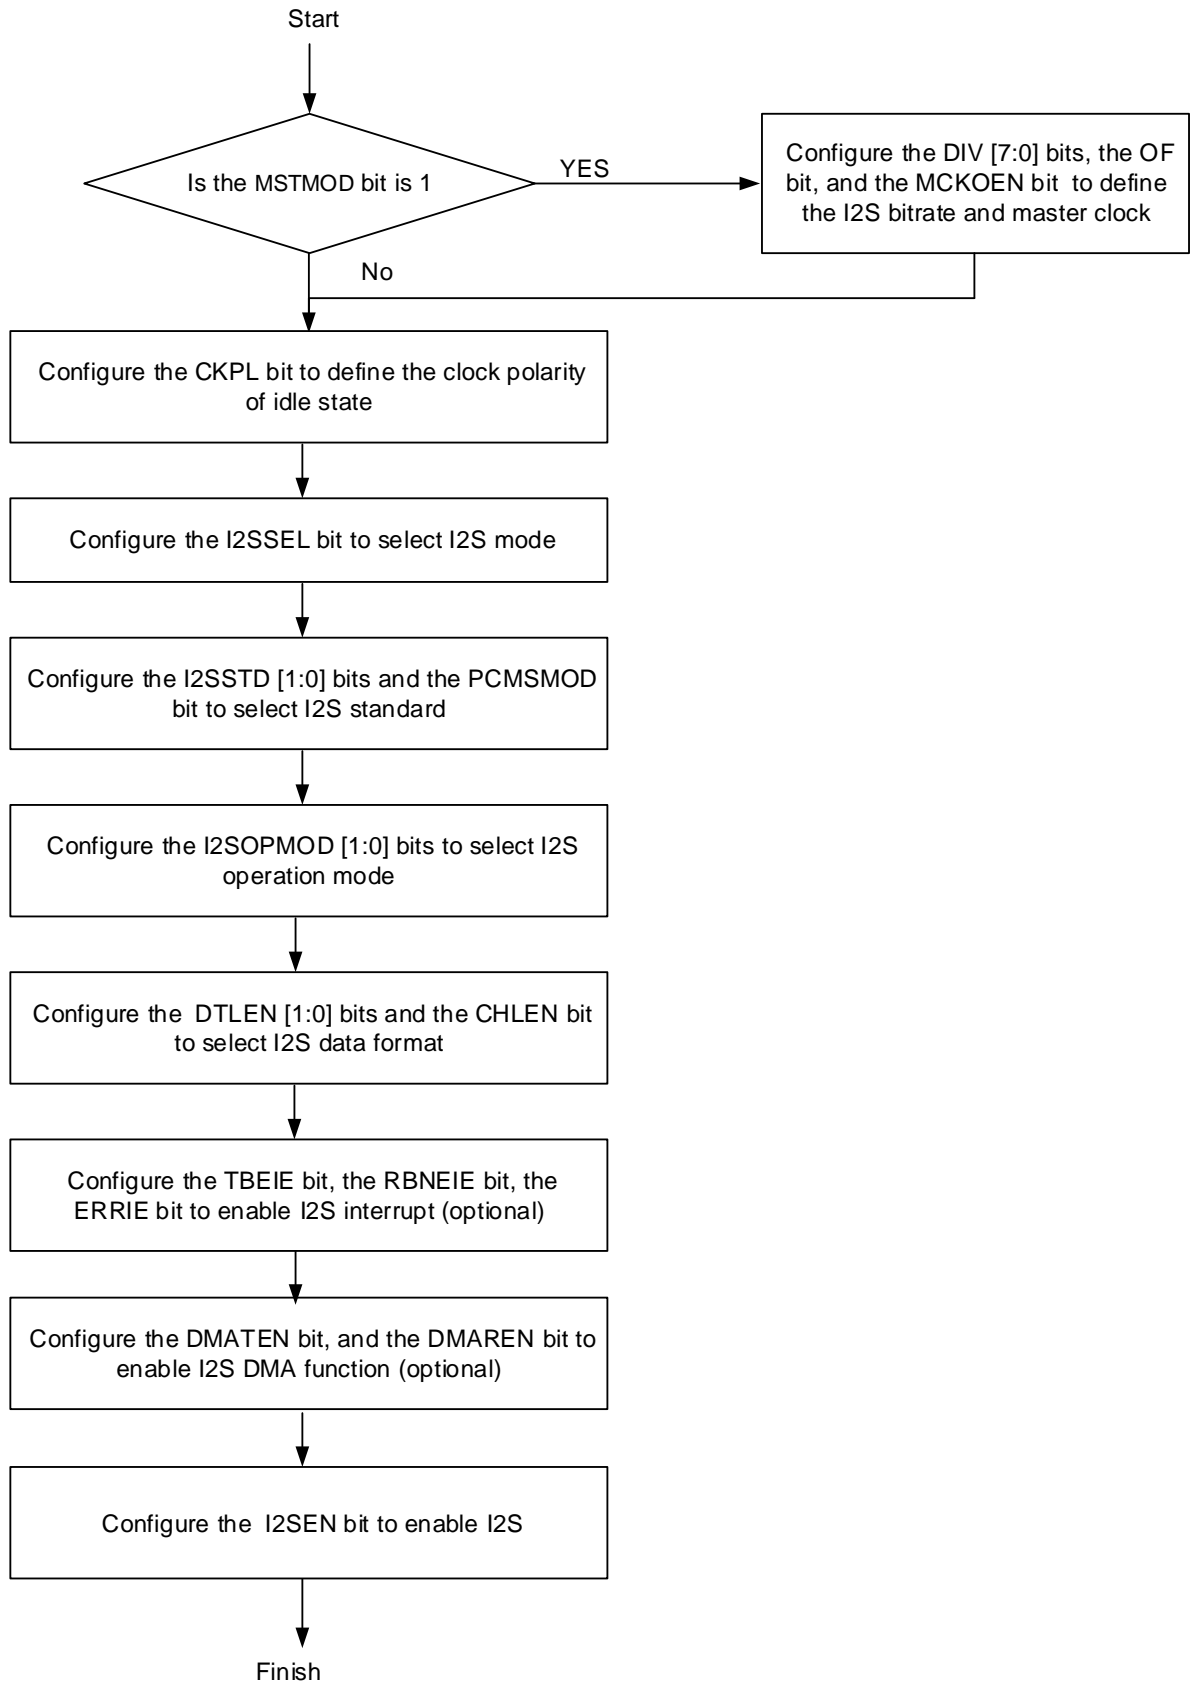 Start
Is the MSTMOD bit is 1
YES
Configure the DIV [7:0] bits, the OF
bit, and the MCKOEN bit to define
the I2S bitrate and master clock
No
Configure the CKPL bit to define the clock polarity
of idle state
Configure the I2SSEL bit to select I2S mode
Configure the I2SSTD [1:0] bits and the PCMSMOD
bit to select I2S standard
Configure the I2SOPMOD [1:0] bits to select I2S
operation mode
Configure the DTLEN [1:0] bits and the CHLEN bit
to select I2S data format
Configure the TBEIE bit, the RBNEIE bit, the
ERRIE bit to enable I2S interrupt (optional)
Configure the DMATEN bit, and the DMAREN bit to
enable I2S DMA function (optional)
Configure the I2SEN bit to enable I2S
Finish